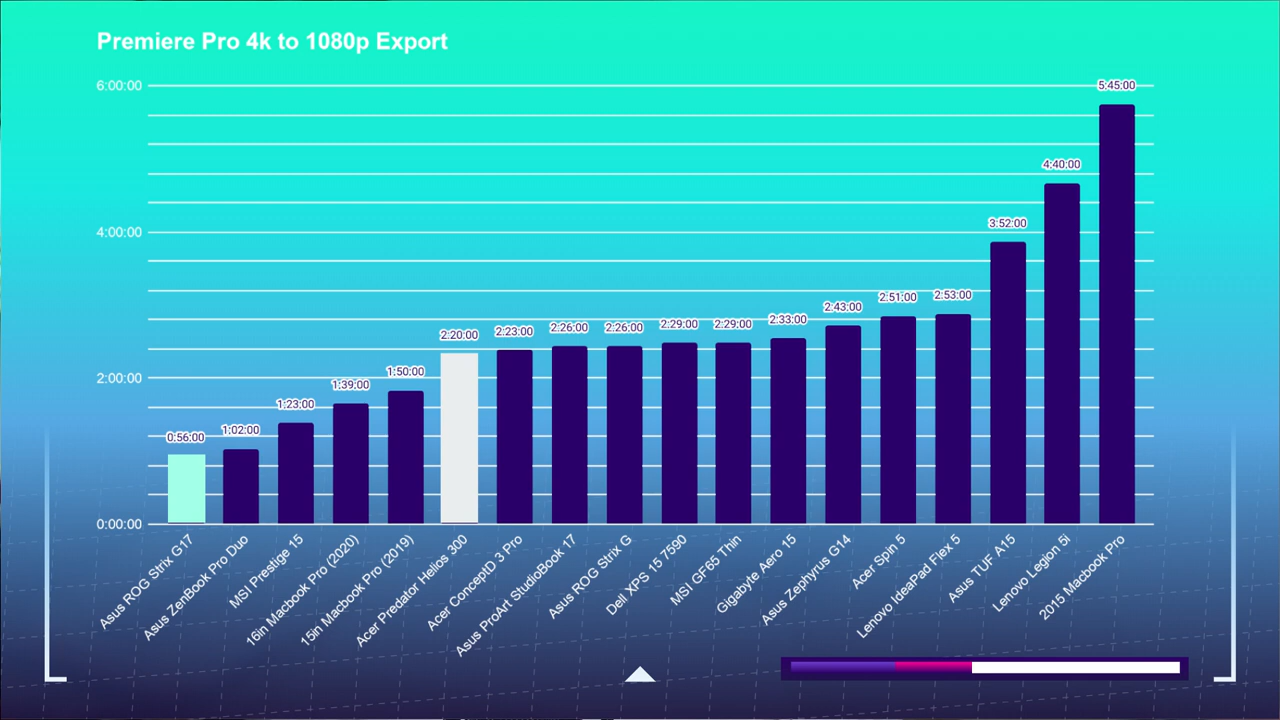 Premiere Pro 4k to 1080p Export
6:00:00
4:00:00
2:00:00
0:00:00
0:56:00
1:02:00
1:23:00
1:39:00
1:50:00
2:20:00
2:23:00
2:26:00
2:26:00
2:29:00
2:29:00
2:33:00
2:43:00
2:51:00
2:53:00
3:52:00
4:40:00
5:45:00
Asus ROG Strix G17
Asus ZenBook Pro Duo
MSI Prestige 15
16in Macbook Pro (2020)
15in Macbook Pro (2019)
Acer Predator Helios 300
Acer ConceptD 3 Pro
Asus ProArt StudioBook 17
Asus ROG Strix G
Dell XPS 15 7590
MSI GF65 Thin
Gigabyte Aero 15
Asus Zephyrus G14
Acer Spin 5
Lenovo IdeaPad Flex 5
Asus TUF A15
Lenovo Legion 5i
2015 Macbook Pro